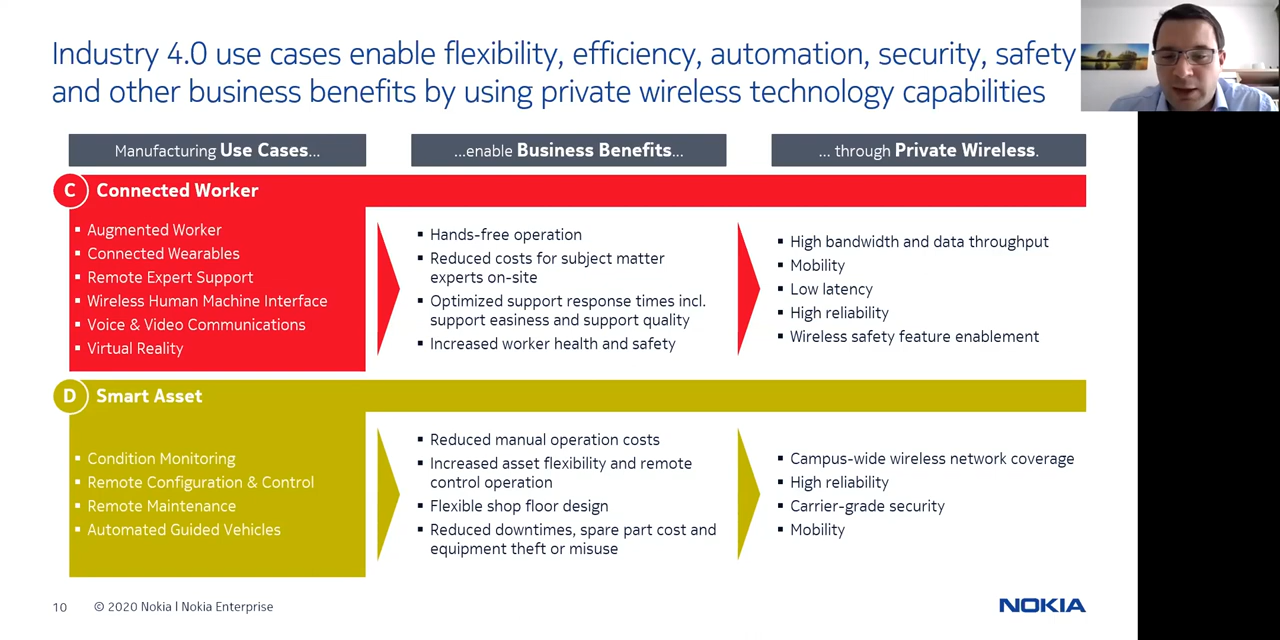 Industry 4.0 use cases enable flexibility, efficiency, automation, security, safety
and other business benefits by using private wireless technology capabilities
Manufacturing Use Cases...
...enable Business Benefits...
... through Private Wireless.
C Connected Worker
▪ Augmented Worker
▪ Connected Wearables
▪ Remote Expert Support
▪ Wireless Human Machine Interface
▪ Voice & Video Communications
▪ Virtual Reality
▪ Hands-free operation
▪ Reduced costs for subject matter
experts on-site
▪ Optimized support response times incl.
support easiness and support quality
▪ Increased worker health and safety
▪ High bandwidth and data throughput
▪ Mobility
▪ Low latency
▪ High reliability
▪ Wireless safety feature enablement
D Smart Asset
▪ Condition Monitoring
▪ Remote Configuration & Control
▪ Remote Maintenance
▪ Automated Guided Vehicles
▪ Reduced manual operation costs
▪ Increased asset flexibility and remote
control operation
▪ Flexible shop floor design
▪ Reduced downtimes, spare part cost and
equipment theft or misuse
▪ Campus-wide wireless network coverage
▪ High reliability
▪ Carrier-grade security
▪ Mobility
10 © 2020 Nokia | Nokia Enterprise
NOKIA